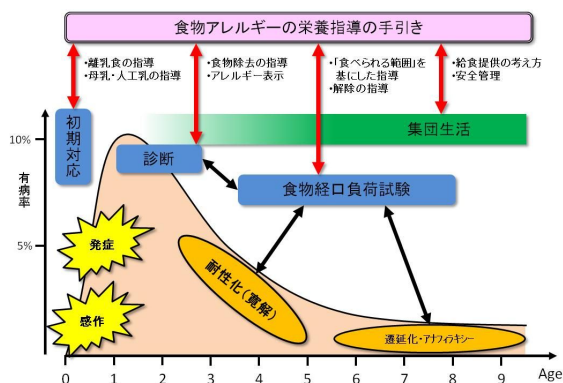 食物アレルギーの栄養指導の手引き
・離乳食の指導
・母乳・人工乳の指導
・食物除去の指導
・アレルギー表示
・「食べられる範囲」を
基にした指導
・解除の指導
・給食提供の考え方
・安全管理
初期対応
集団生活
診断
食物経口負荷試験
10%
有病率
5%
発症
感作
耐性化(寛解)
遷延化・アナフィラキシー
0 1 2 3 4 5 6 7 8 9 Age